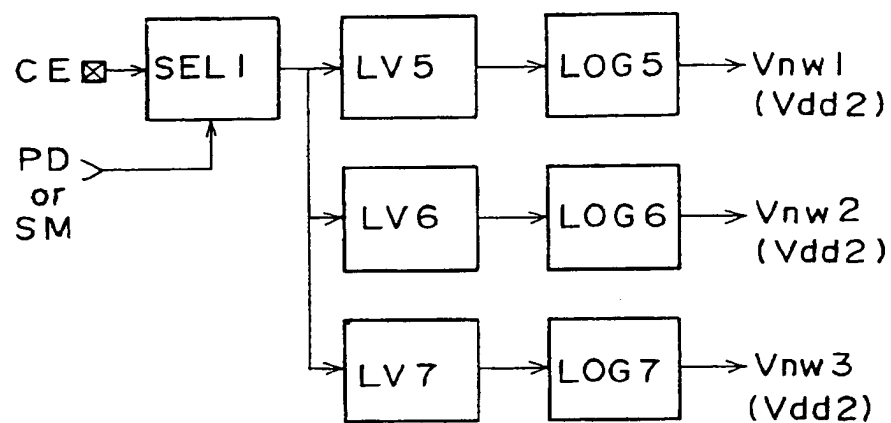 CE SEL1 LV5 LOG5 Vnw1
(Vdd2)
PD
or
SM
LV6 LOG6 Vnw2
(Vdd2)
LV7 LOG7 Vnw3
(Vdd2)